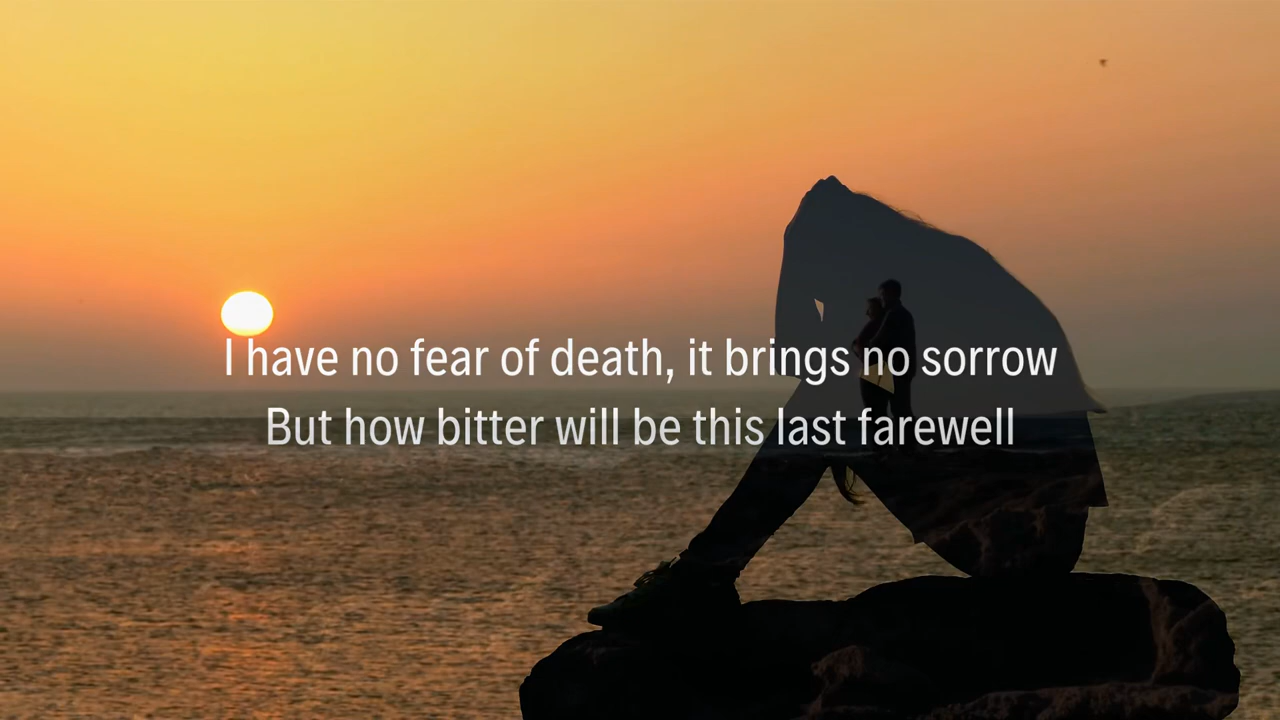 I have no fear of death, it brings no sorrow
But how bitter will be this last farewell